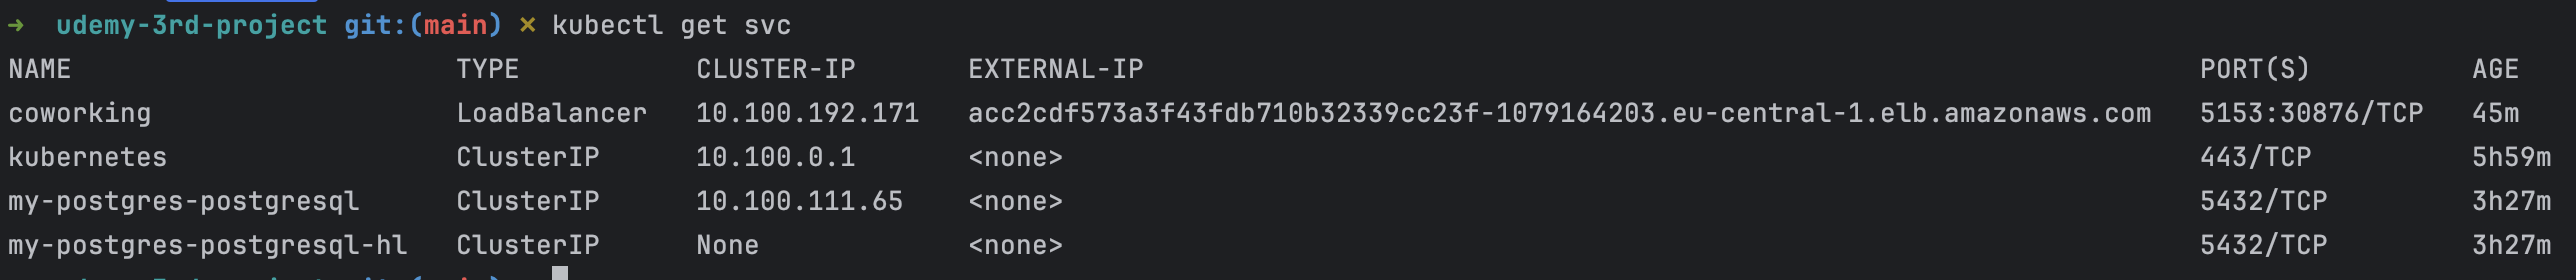 ➜  udemy-3rd-project git:(main) ✗ kubectl get svc
NAME                        TYPE           CLUSTER-IP       EXTERNAL-IP                                                                  PORT(S)          AGE
coworking                   LoadBalancer   10.100.192.171   acc2cdf573a3f43fdb710b32339cc23f-1079164203.eu-central-1.elb.amazonaws.com   5153:30876/TCP   45m
kubernetes                  ClusterIP      10.100.0.1       <none>                                                                       443/TCP          5h59m
my-postgres-postgresql      ClusterIP      10.100.111.65    <none>                                                                       5432/TCP         3h27m
my-postgres-postgresql-hl   ClusterIP      None             <none>                                                                       5432/TCP         3h27m